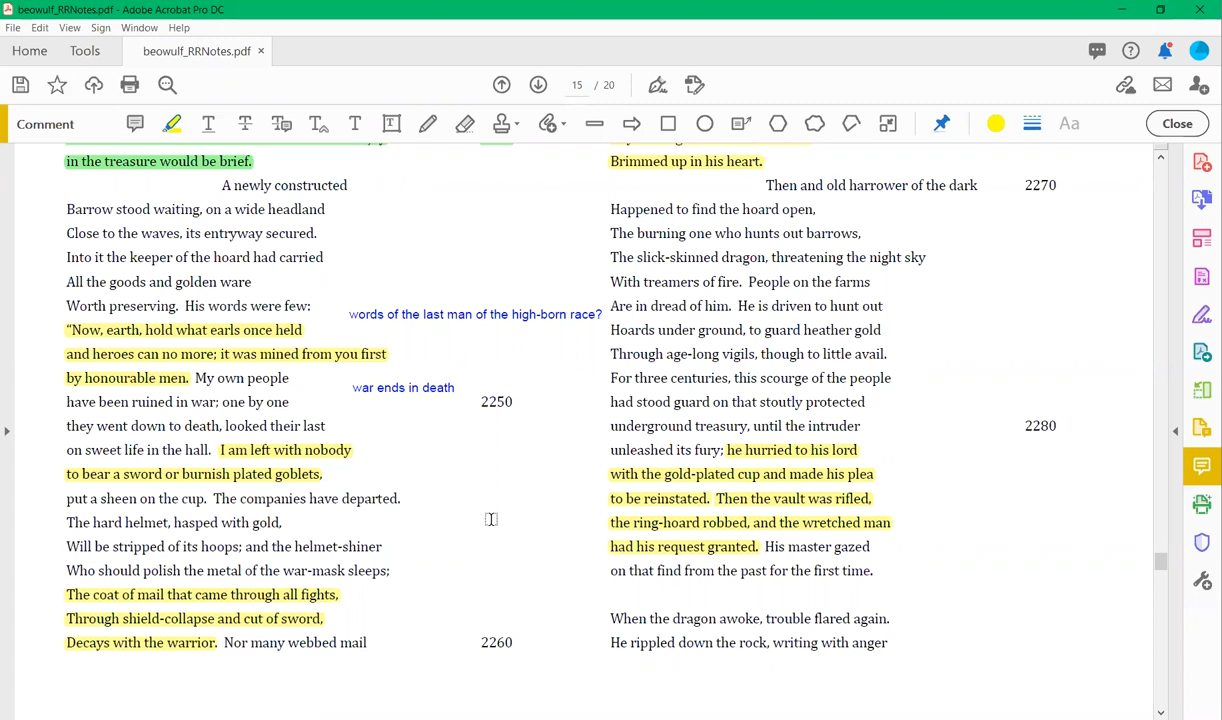 beowulf_RRNotes.pdf - Adobe Acrobat Pro DC
File Edit View Sign Window Help
Home Tools beowulf_RRNotes.pdf ×
15 / 20
Comment
Aa
Close
in the treasure would be brief.
A newly constructed
Barrow stood waiting, on a wide headland
Close to the waves, its entryway secured.
Into it the keeper of the hoard had carried
All the goods and golden ware
Worth preserving. His words were few:
words of the last man of the high-born race?
“Now, earth, hold what earls once held
and heroes can no more; it was mined from you first
by honourable men. My own people
war ends in death
have been ruined in war; one by one 2250
they went down to death, looked their last
on sweet life in the hall. I am left with nobody
to bear a sword or burnish plated goblets,
put a sheen on the cup. The companies have departed.
The hard helmet, hasped with gold,
Will be stripped of its hoops; and the helmet-shiner
Who should polish the metal of the war-mask sleeps;
The coat of mail that came through all fights,
Through shield-collapse and cut of sword,
Decays with the warrior. Nor many webbed mail 2260
Brimmed up in his heart.
Then and old harrower of the dark 2270
Happened to find the hoard open,
The burning one who hunts out barrows,
The slick-skinned dragon, threatening the night sky
With treamers of fire. People on the farms
Are in dread of him. He is driven to hunt out
Hoards under ground, to guard heather gold
Through age-long vigils, though to little avail.
For three centuries, this scourge of the people
had stood guard on that stoutly protected
underground treasury, until the intruder 2280
unleashed its fury; he hurried to his lord
with the gold-plated cup and made his plea
to be reinstated. Then the vault was rifled,
the ring-hoard robbed, and the wretched man
had his request granted. His master gazed
on that find from the past for the first time.
When the dragon awoke, trouble flared again.
He rippled down the rock, writing with anger